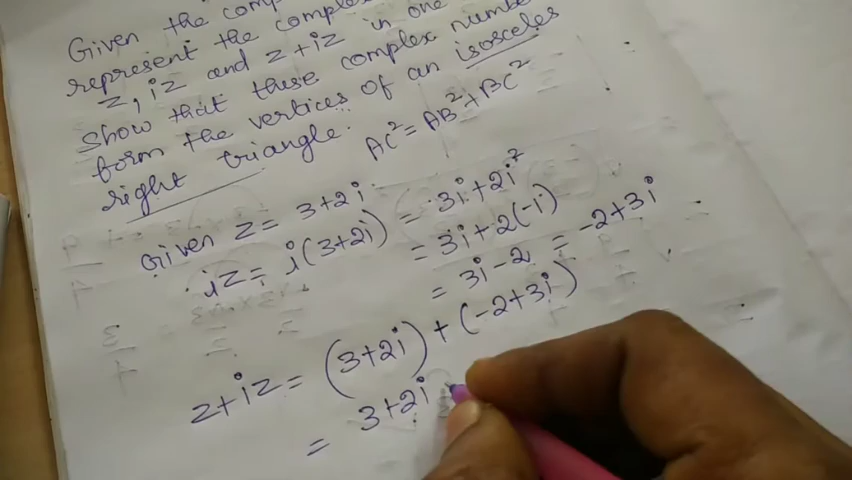 Given the comp
represent the complex
z, iz and z+iz in one
show that these complex number
form the vertices of an isosceles
right triangle. AC²=AB²+BC²
Given z= 3+2i
iz= i(3+2i) = 3i+2i²
= 3i+2(-1)
= 3i-2 = -2+3i
z+iz= (3+2i)+(-2+3i)
= 3+2i